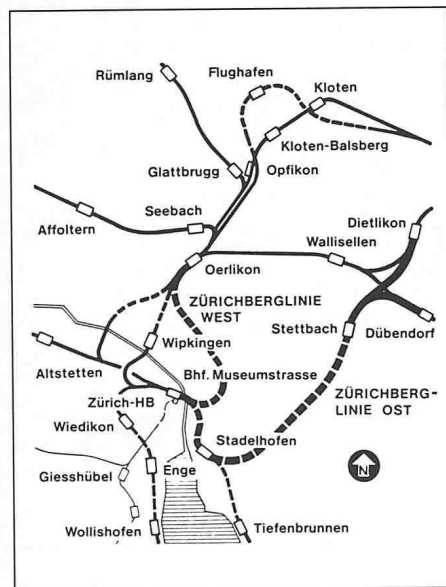 Rümlang
Flughafen
Kloten
Kloten-Balsberg
Glattbrugg
Opfikon
Seebach
Affoltern
Dietlikon
Wallisellen
Oerlikon
ZÜRICHBERGLINIE
WEST
Stettbach
Dübendorf
Wipkingen
Altstetten
Bhf. Museumstrasse
Zürich-HB
ZÜRICHBERG-
LINIE OST
Wiedikon
Stadelhofen
Giesshübel
Enge
N
Wollishofen
Tiefenbrunnen